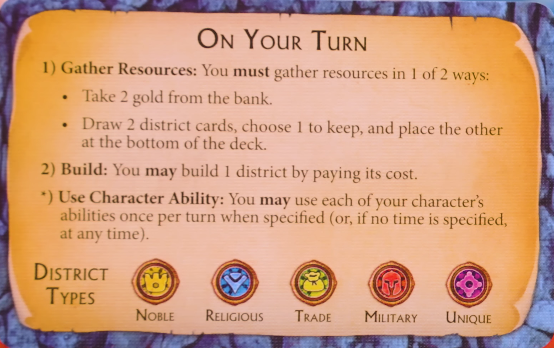 On Your Turn
1) Gather Resources: You must gather resources in 1 of 2 ways:
• Take 2 gold from the bank.
• Draw 2 district cards, choose 1 to keep, and place the other
at the bottom of the deck.
2) Build: You may build 1 district by paying its cost.
*) Use Character Ability: You may use each of your character's
abilities once per turn when specified (or, if no time is specified,
at any time).
District
Types
Noble Religious Trade Military Unique